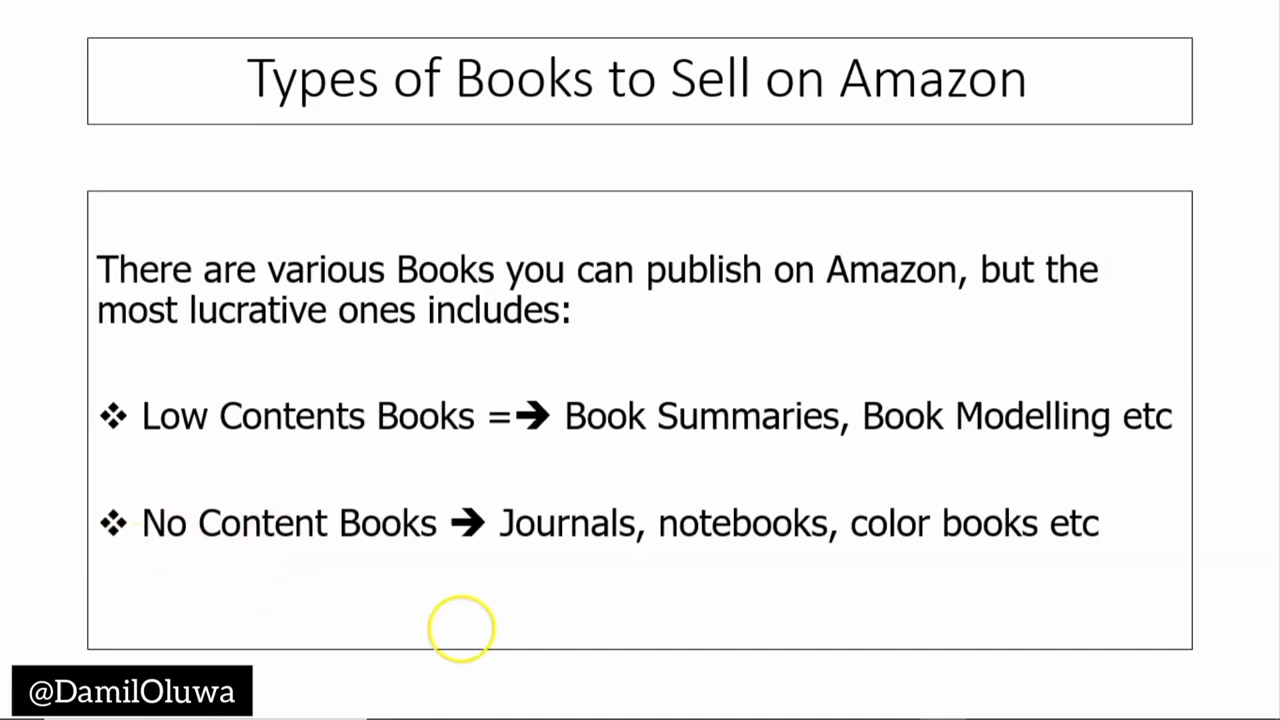 Types of Books to Sell on Amazon
There are various Books you can publish on Amazon, but the
most lucrative ones includes:
❖ Low Contents Books =➔ Book Summaries, Book Modelling etc
❖ No Content Books ➔ Journals, notebooks, color books etc
@DamilOluwa